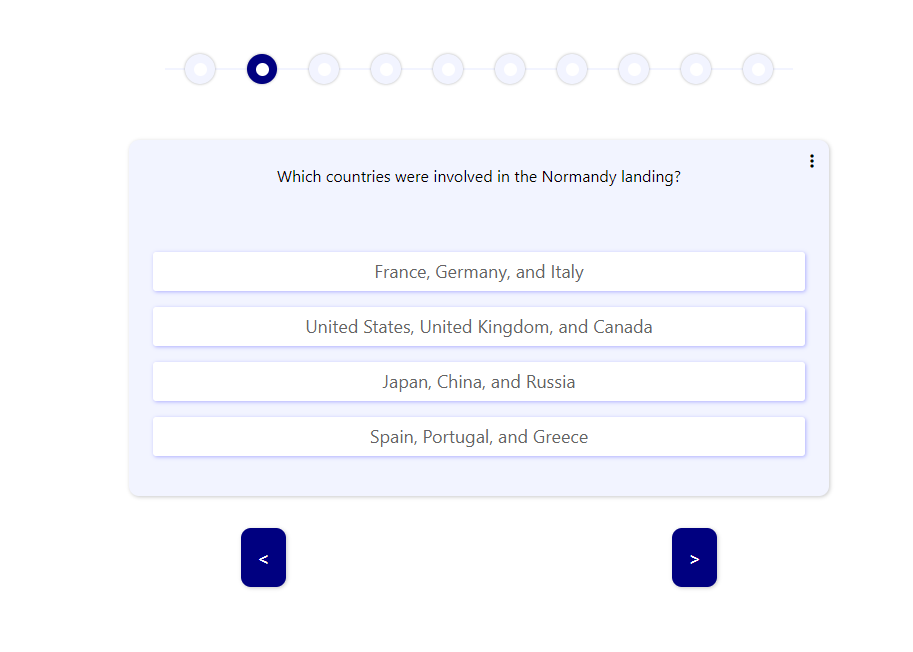 Which countries were involved in the Normandy landing?
France, Germany, and Italy
United States, United Kingdom, and Canada
Japan, China, and Russia
Spain, Portugal, and Greece
< >